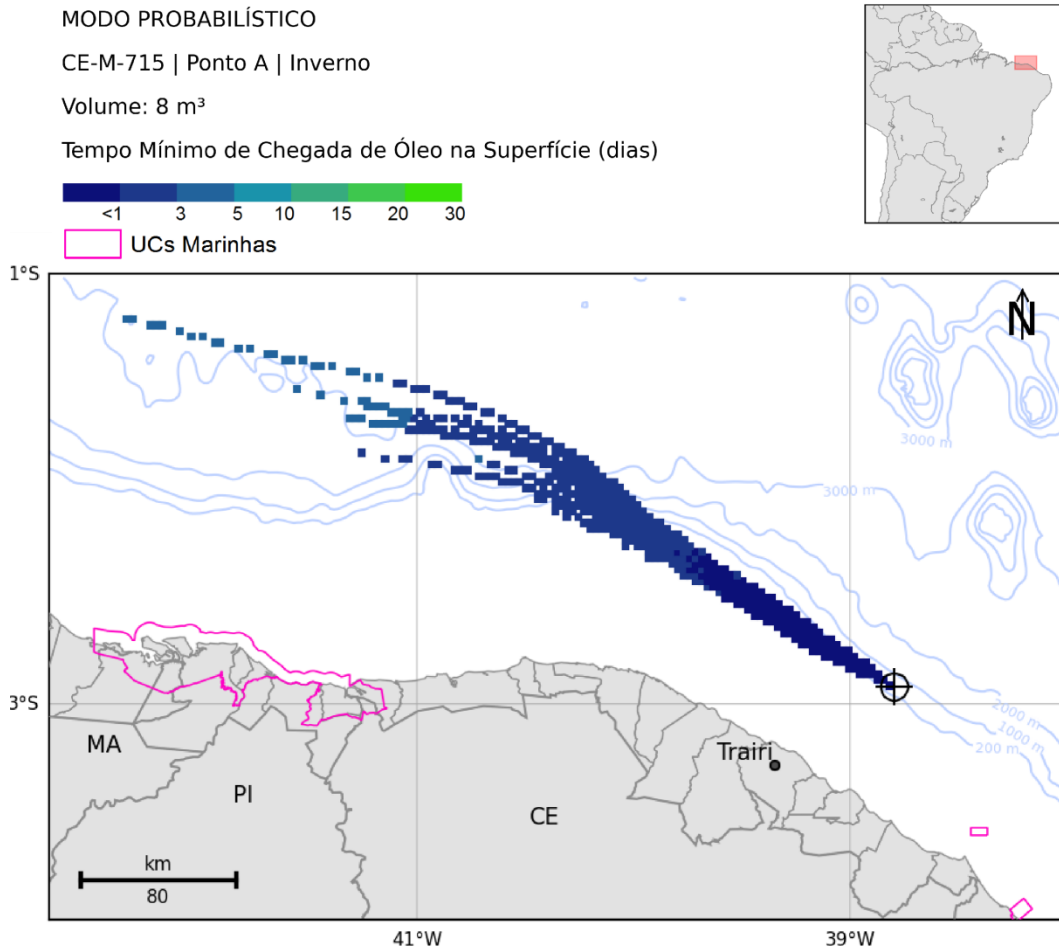 MODO PROBABILÍSTICO
CE-M-715 | Ponto A | Inverno
Volume: 8 m³
Tempo Mínimo de Chegada de Óleo na Superfície (dias)
<1 3 5 10 15 20 30
UCs Marinhas
1°S
N
3000 m
3000 m
3°S
2000 m
1000 m
200 m
MA
Trairi
PI
CE
km
80
41°W 39°W